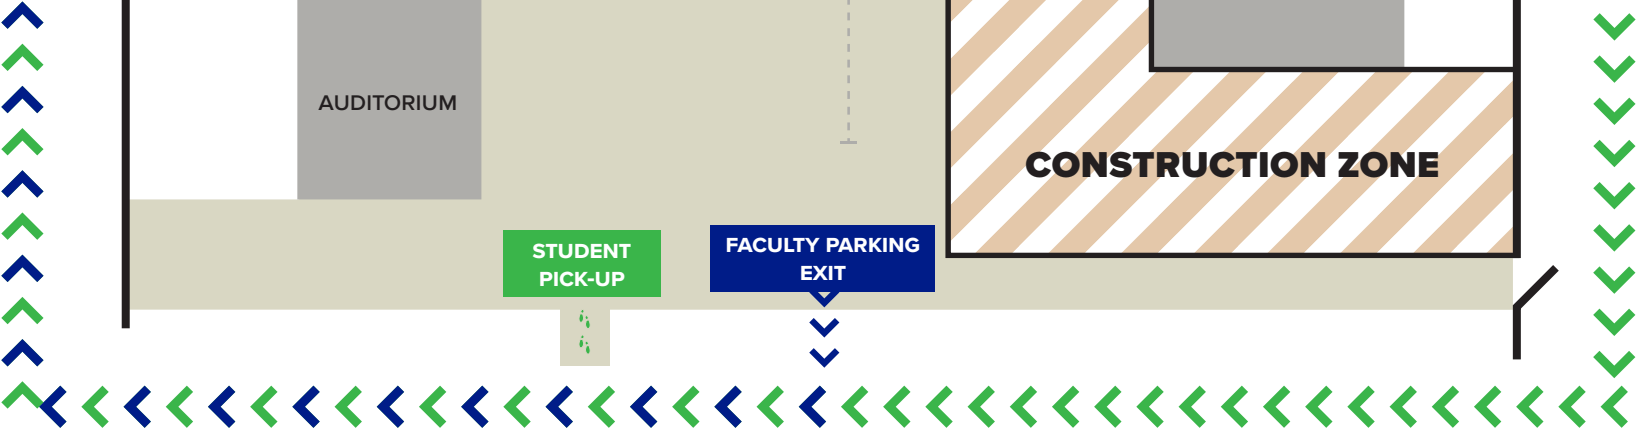 AUDITORIUM
CONSTRUCTION ZONE
STUDENT
PICK-UP
FACULTY PARKING
EXIT